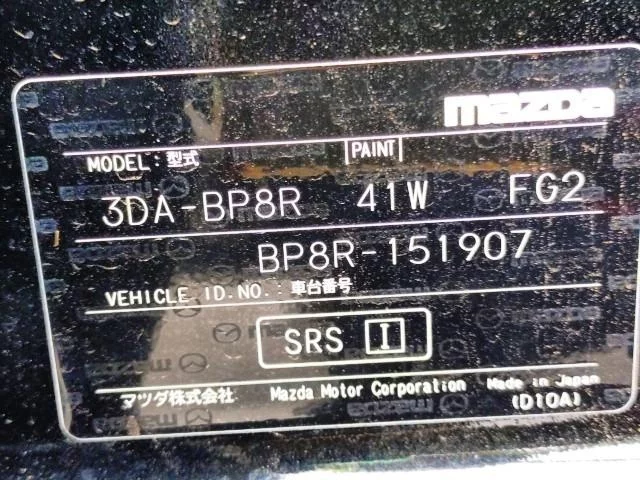 mazda
MODEL : 型式 PAINT
3DA-BP8R 41W FG2
BP8R-151907
VEHICLE ID.NO.: 車台番号
SRS I
マツダ株式会社 Mazda Motor Corporation Made in Japan
(D10A)